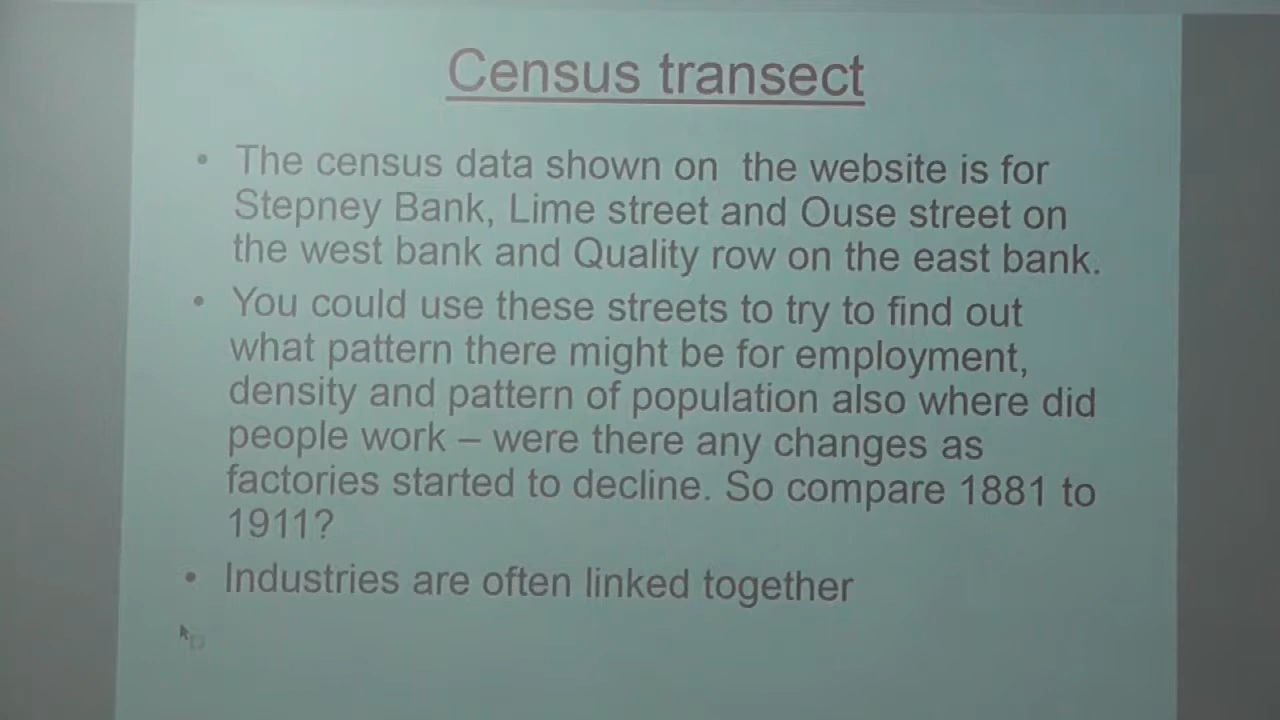 Census transect
• The census data shown on the website is for
Stepney Bank, Lime street and Ouse street on
the west bank and Quality row on the east bank.
• You could use these streets to try to find out
what pattern there might be for employment,
density and pattern of population also where did
people work – were there any changes as
factories started to decline. So compare 1881 to
1911?
• Industries are often linked together